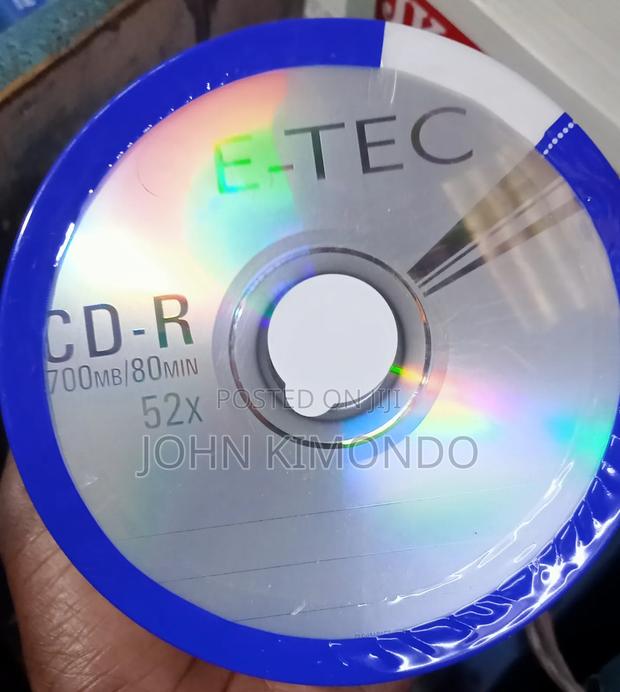 E-TEC
CD-R
700MB/80MIN
52X
POSTED ON JIJI
JOHN KIMONDO